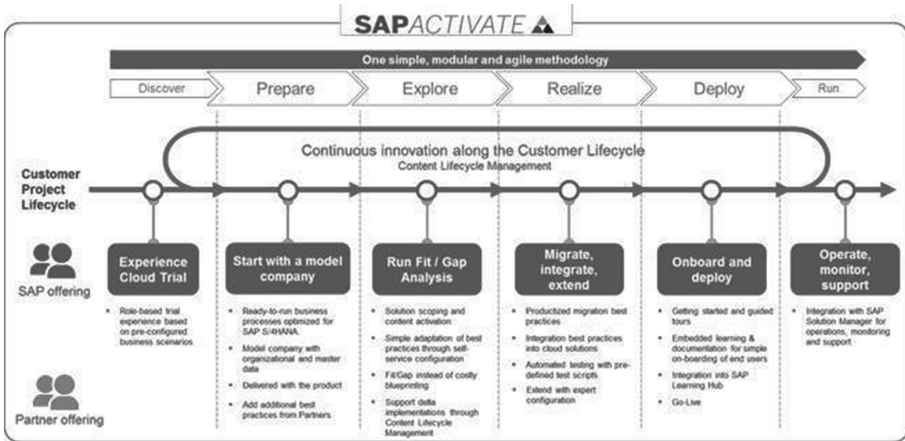 SAP ACTIVATE
One simple, modular and agile methodology
Discover
Prepare
Explore
Realize
Deploy
Run
Continuous innovation along the Customer Lifecycle
Content Lifecycle Management
Customer
Project
Lifecycle
SAP offering
Partner offering
Experience
Cloud Trial
• Role-based trial
experience based
on pre-configured
business scenarios
Start with a model
company
• Ready-to-run business
processes optimized for
SAP S/4HANA.
• Model company with
organizational and master
data
• Delivered with the product
• Add additional best
practices from Partners
Run Fit / Gap
Analysis
• Solution scoping and
content activation
• Simple adaptation of best
practices through self-
service configuration
• Fit/Gap instead of costly
blueprinting
• Support delta
implementations through
Content Lifecycle
Management
Migrate,
integrate,
extend
• Productized migration best
practices
• Integration best practices
into cloud solutions
• Automated testing with pre-
defined test scripts
• Extend with expert
configuration
Onboard and
deploy
• Getting started and guided
tours
• Embedded learning &
documentation for simple
on-boarding of end users
• Integration into SAP
Learning Hub
• Go-Live
Operate,
monitor,
support
• Integration with SAP
Solution Manager for
operations, monitoring
and support